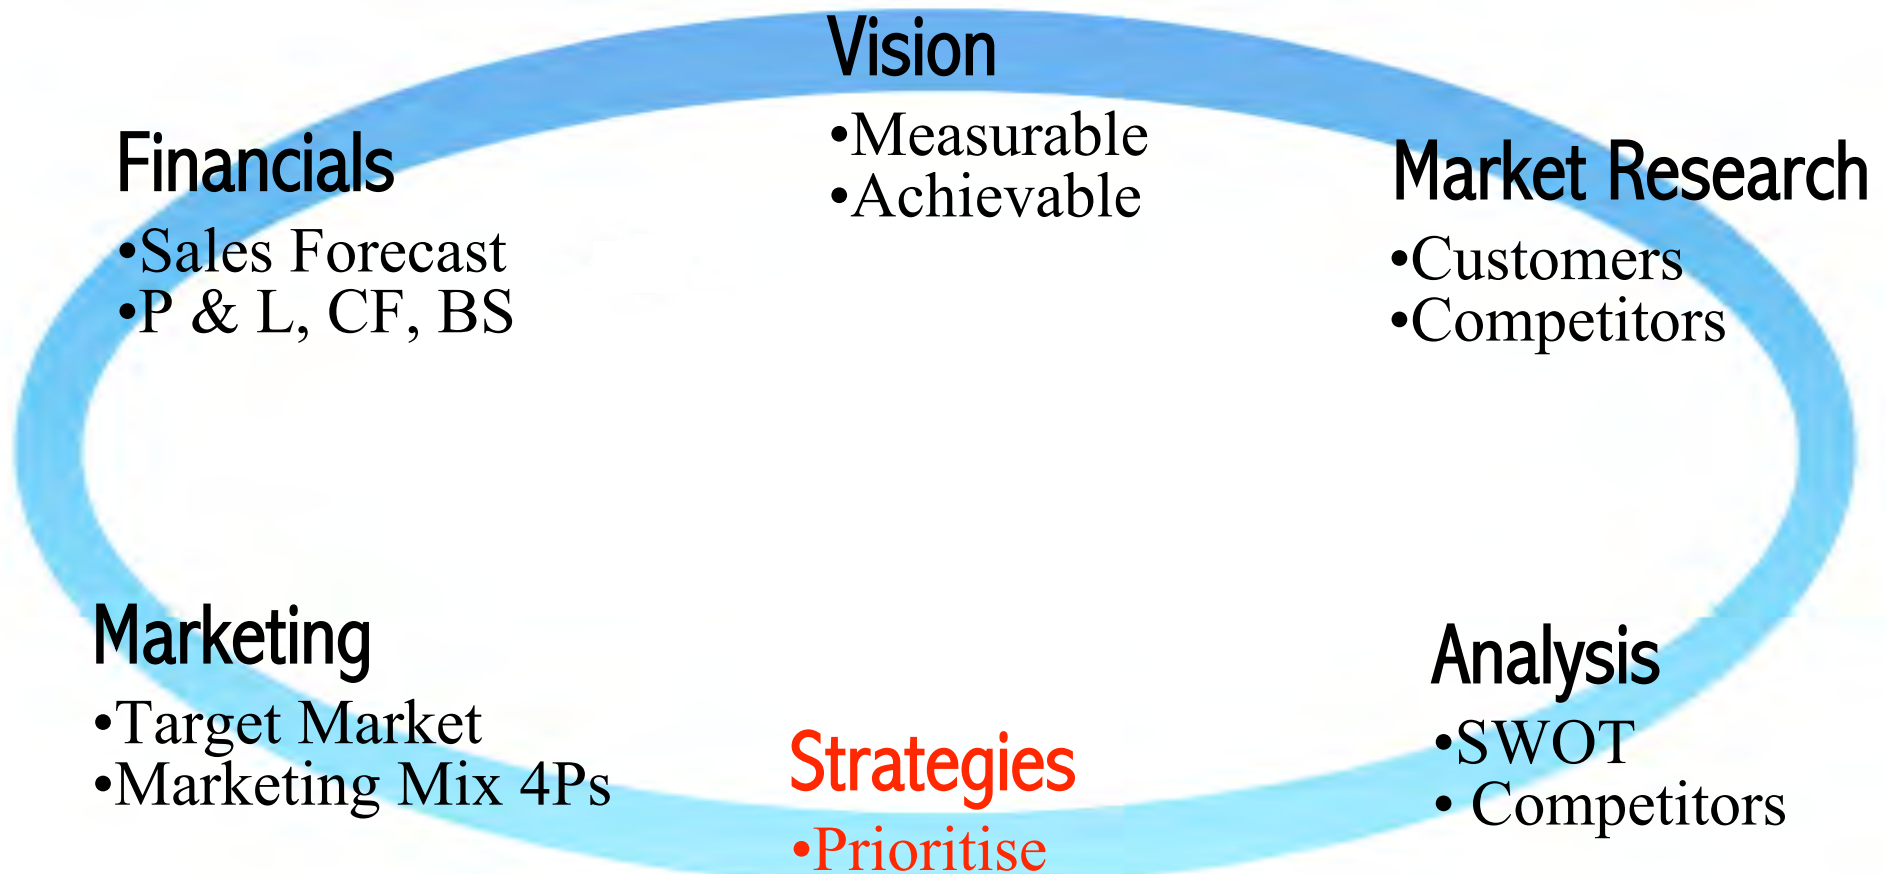 Vision
•Measurable
•Achievable
Financials
•Sales Forecast
•P & L, CF, BS
Market Research
•Customers
•Competitors
Marketing
•Target Market
•Marketing Mix 4Ps
Strategies
•Prioritise
Analysis
•SWOT
• Competitors